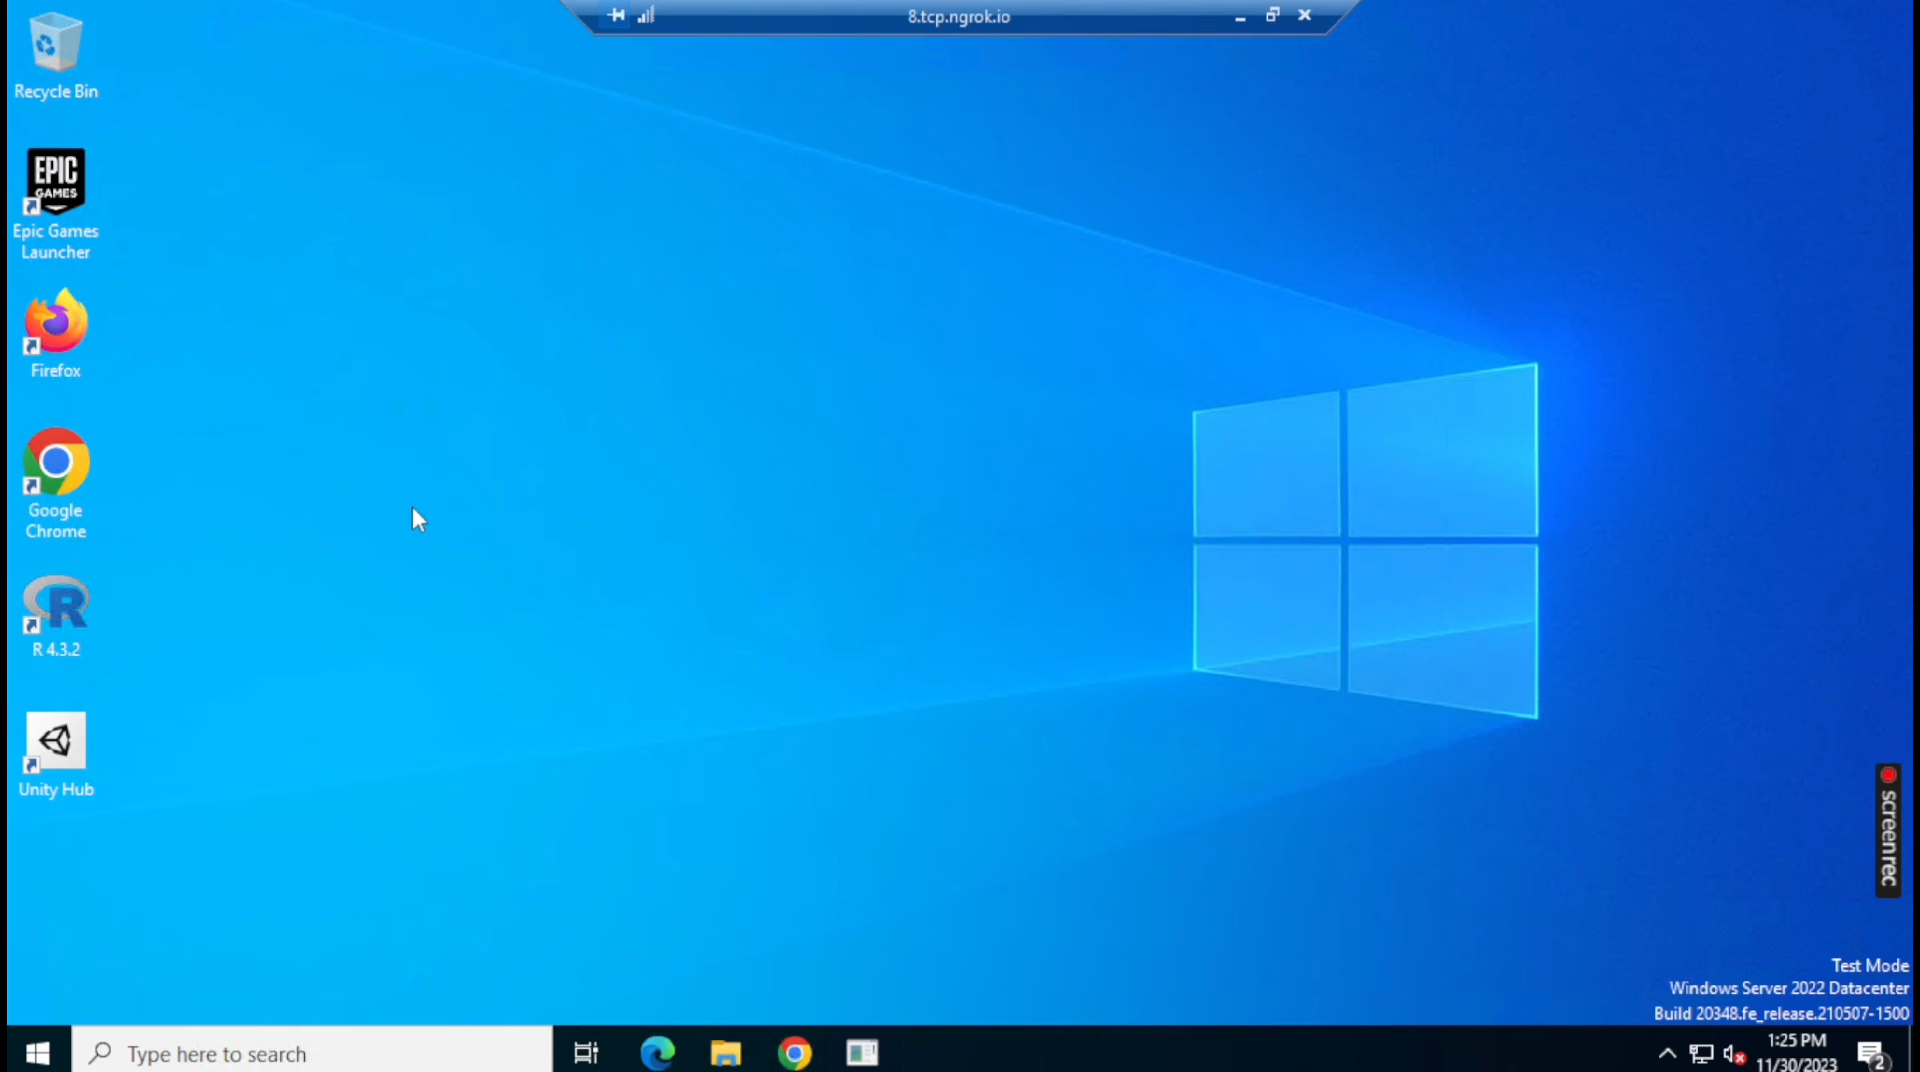 8.tcp.ngrok.io
Recycle Bin
EPIC
GAMES
Epic Games
Launcher
Firefox
Google
Chrome
R
R 4.3.2
Unity Hub
screenrec
Test Mode
Windows Server 2022 Datacenter
Build 20348.fe_release.210507-1500
Type here to search
1:25 PM
11/30/2023
2